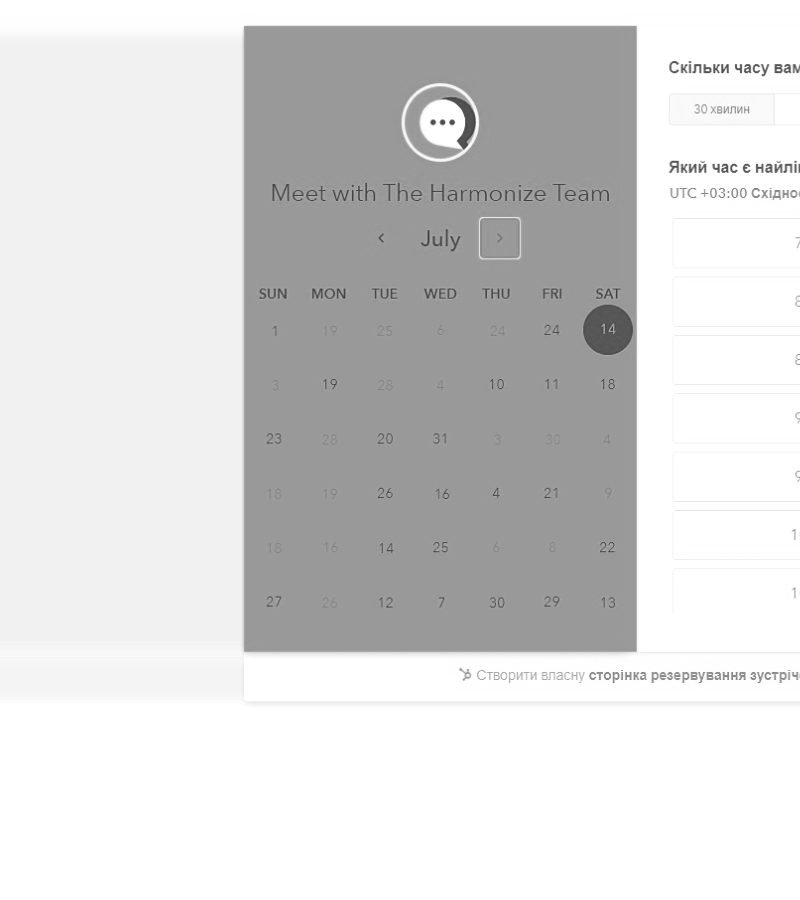 Meet with The Harmonize Team
July
SUN MON TUE WED THU FRI SAT
1 19 25 6 24 24 14
3 19 28 4 10 11 18
23 28 20 31 3 30 4
18 19 26 16 4 21 9
18 16 14 25 6 8 22
27 26 12 7 30 29 13
Скільки часу вам
30 хвилин
Який час є
UTC +03:00
7
8
8
9
9
1
1
Створити власну сторінка резервування